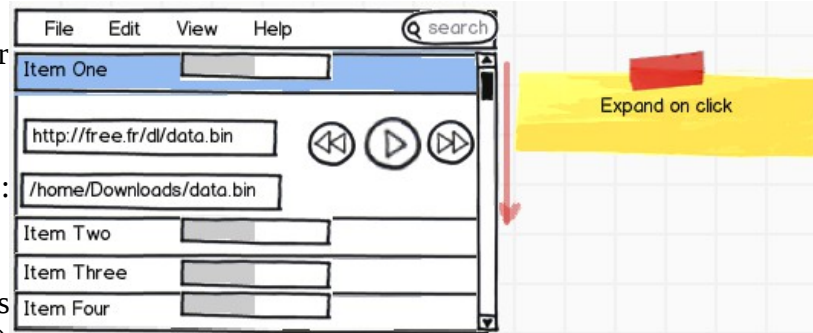 File Edit View Help search
r
Item One
Expand on click
http://free.fr/dl/data.bin
:
/home/Downloads/data.bin
Item Two
Item Three
s
Item Four